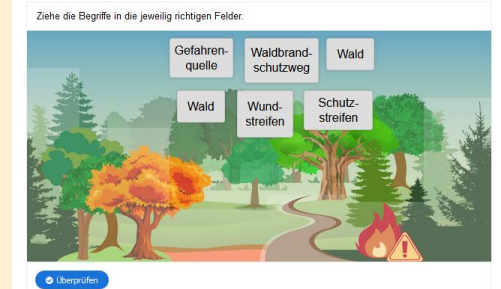 Ziehe die Begriffe in die jeweilig richtigen Felder.
Gefahren-
quelle
Waldbrand-
schutzweg
Wald
Wald
Wund-
streifen
Schutz-
streifen
Überprüfen